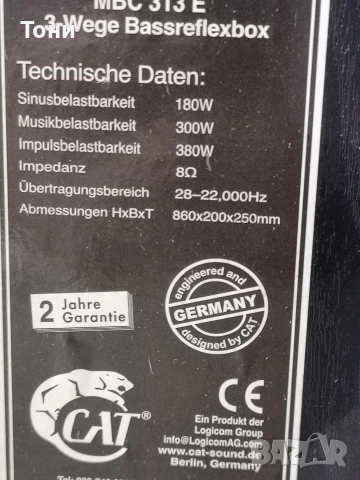 Тони
MBC 313 E
3-Wege Bassreflexbox
Technische Daten:
Sinusbelastbarkeit 180W
Musikbelastbarkeit 300W
Impulsbelastbarkeit 380W
Impedanz 8Ω
Übertragungsbereich 28–22,000Hz
Abmessungen HxBxT 860x200x250mm
2 Jahre
Garantie
engineered and
GERMANY
designed by CAT
CAT®
CE
Ein Produkt der
Logicom Group
info@LogicomAG.com
www.cat-sound.de
Berlin, Germany
BAZAR